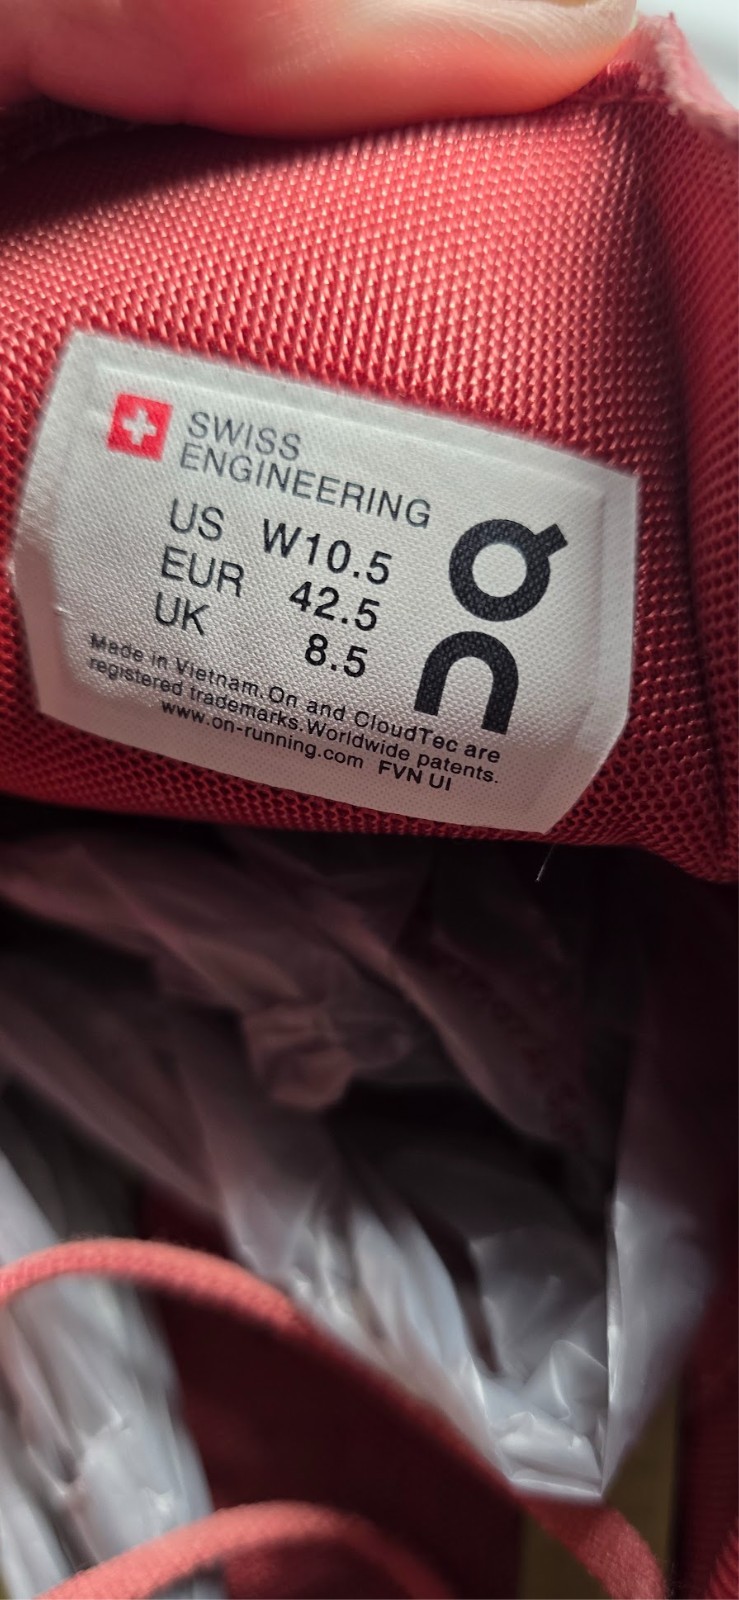 SWISS
ENGINEERING
US W10.5
EUR 42.5
UK 8.5
Made in Vietnam. On and CloudTec are
registered trademarks. Worldwide patents.
www.on-running.com FVN UI
On